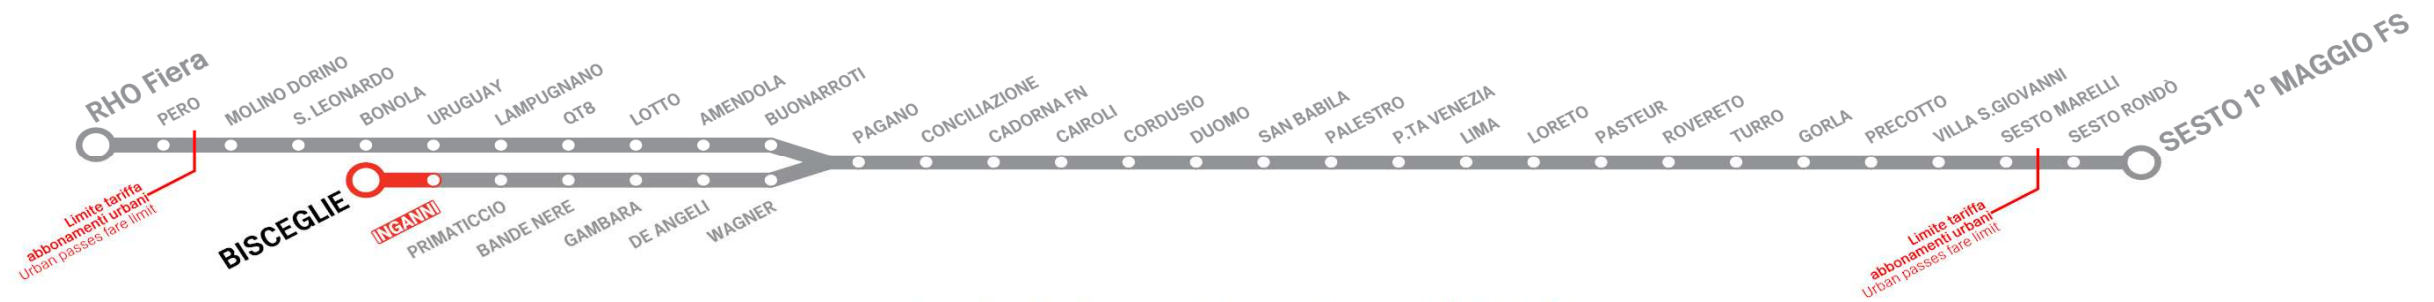 RHO Fiera
PERO
MOLINO DORINO
S. LEONARDO
BONOLA
URUGUAY
LAMPUGNANO
QT8
LOTTO
AMENDOLA
BUONARROTI
PAGANO
CONCILIAZIONE
CADORNA FN
CAIROLI
CORDUSIO
DUOMO
SAN BABILA
PALESTRO
P.TA VENEZIA
LIMA
LORETO
PASTEUR
ROVERETO
TURRO
GORLA
PRECOTTO
VILLA S.GIOVANNI
SESTO MARELLI
SESTO RONDÒ
SESTO 1° MAGGIO FS
Limite tariffa
abbonamenti urbani
Urban passes fare limit
BISCEGLIE
INGANNI
PRIMATICCIO
BANDE NERE
GAMBARA
DE ANGELI
WAGNER
Limite tariffa
abbonamenti urbani
Urban passes fare limit